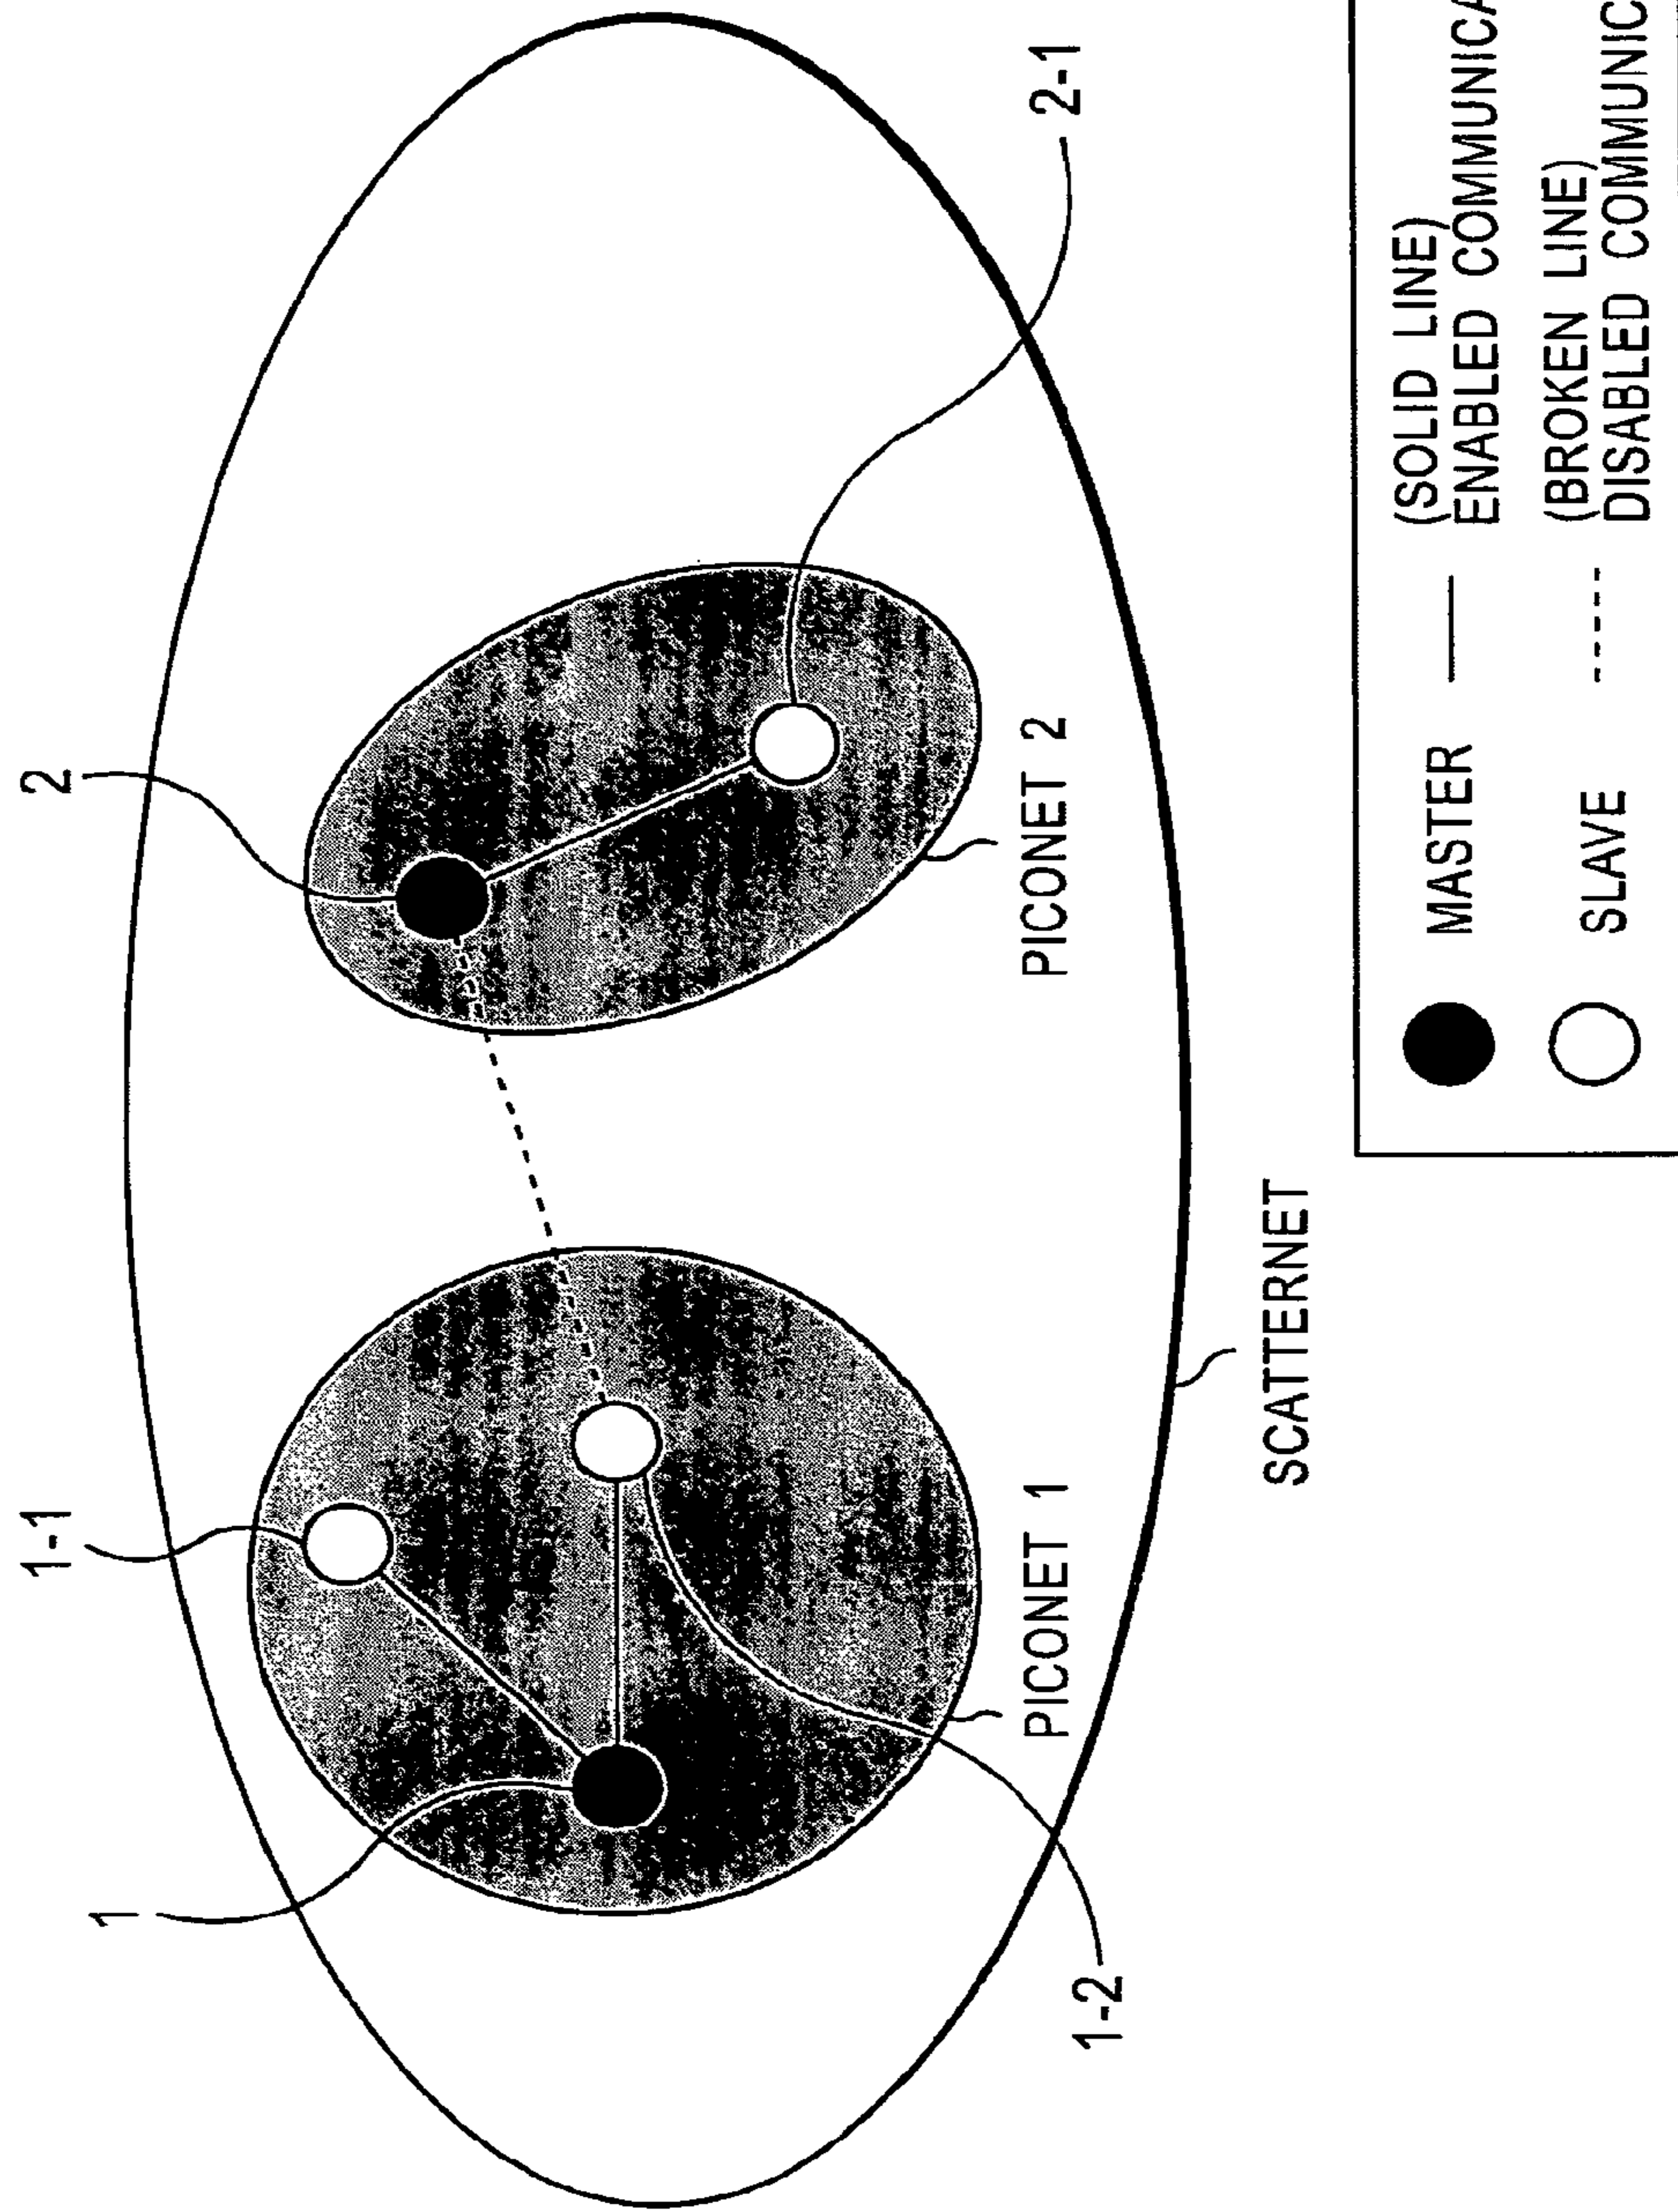 1
1-1
2
1-2
PICONET 1
PICONET 2
2-1
SCATTERNET
MASTER
(SOLID LINE)
ENABLED COMMUNICA
SLAVE
(BROKEN LINE)
DISABLED COMMUNIC